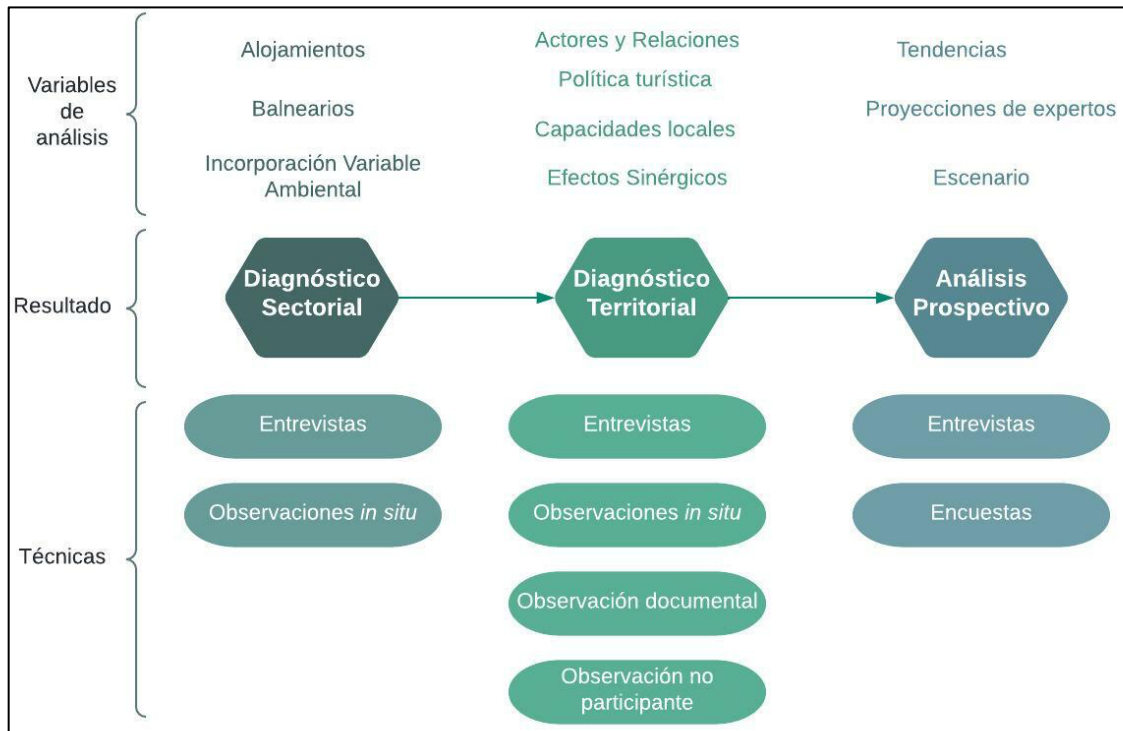 Variables
de
análisis
Alojamientos
Balnearios
Incorporación Variable
Ambiental
Actores y Relaciones
Política turística
Capacidades locales
Efectos Sinérgicos
Tendencias
Proyecciones de expertos
Escenario
Resultado
Diagnóstico
Sectorial
Diagnóstico
Territorial
Análisis
Prospectivo
Técnicas
Entrevistas
Observaciones in situ
Entrevistas
Observaciones in situ
Observación documental
Observación no
participante
Entrevistas
Encuestas